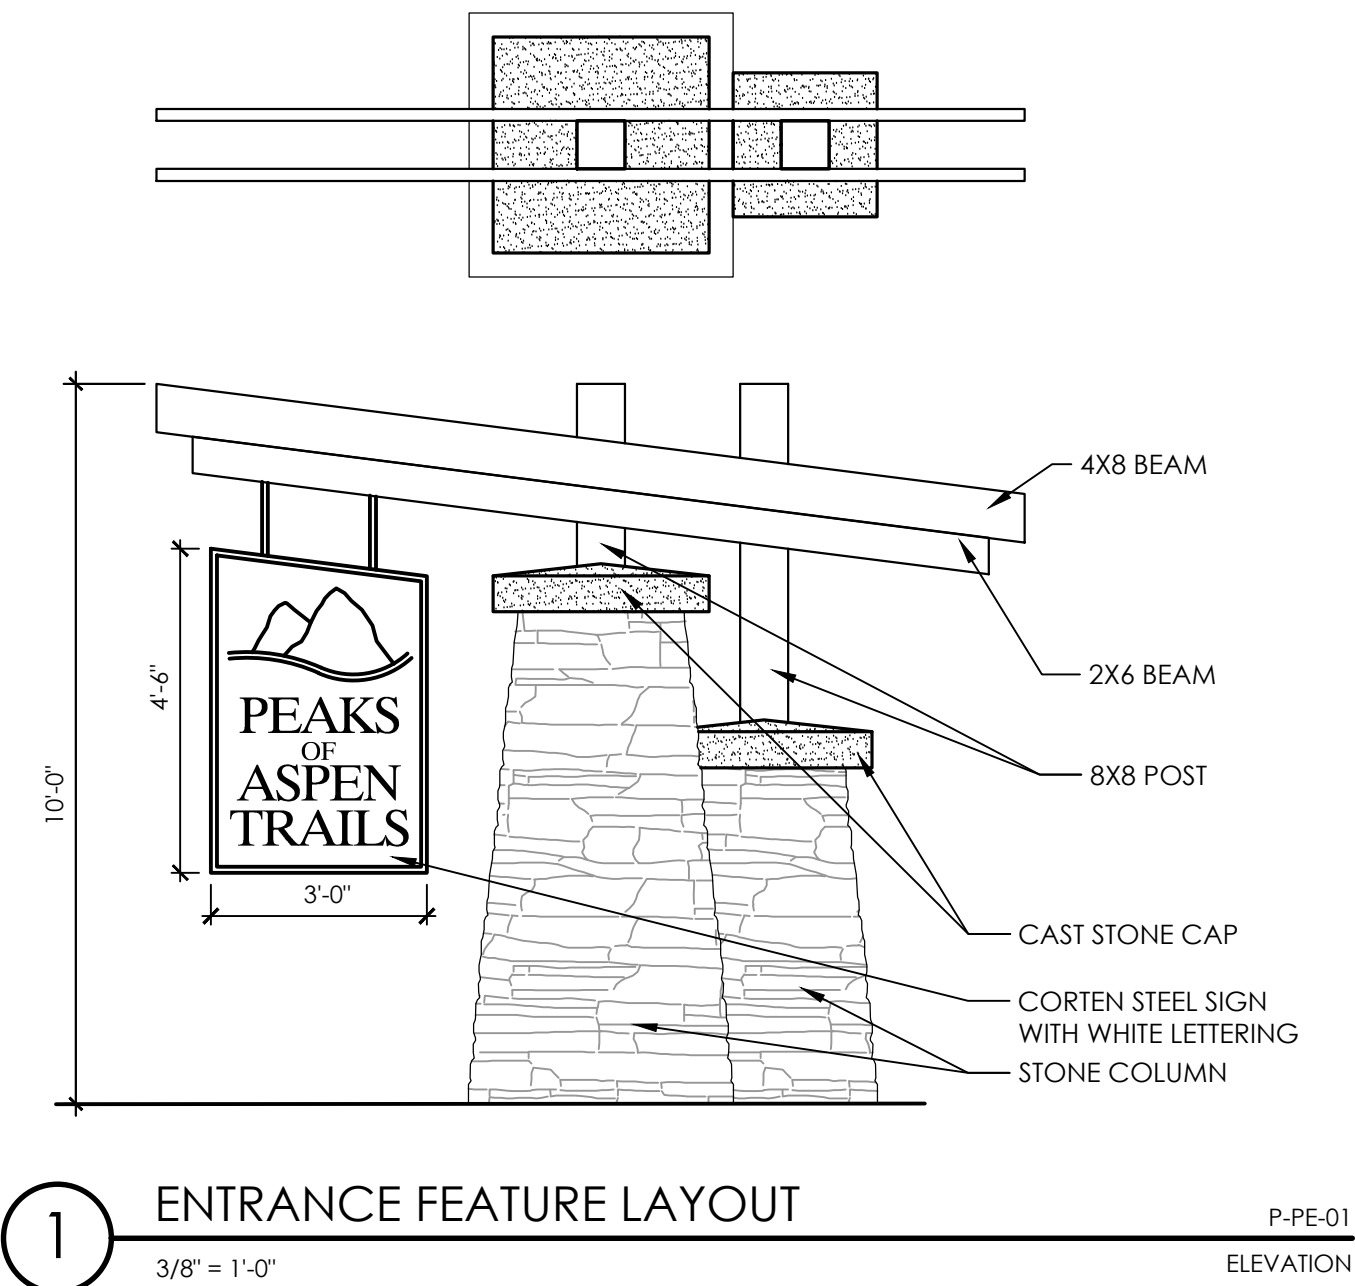 10'-0"
4'-6"
3'-0"
PEAKS
OF
ASPEN
TRAILS
4X8 BEAM
2X6 BEAM
8X8 POST
CAST STONE CAP
CORTEN STEEL SIGN
WITH WHITE LETTERING
STONE COLUMN
1
ENTRANCE FEATURE LAYOUT
3/8" = 1'-0"
P-PE-01
ELEVATION